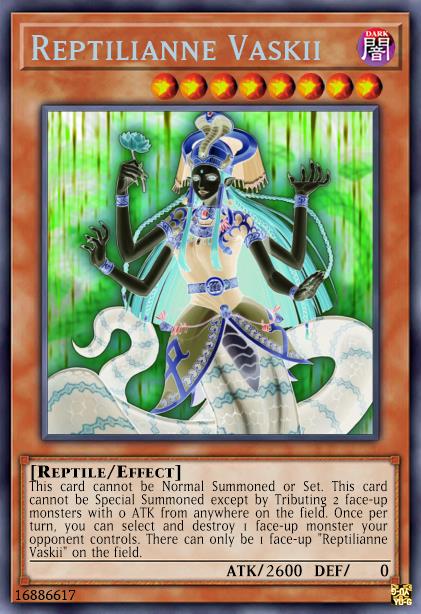 Reptilianne Vaskii
DARK
闇
[Reptile/Effect]
This card cannot be Normal Summoned or Set. This card
cannot be Special Summoned except by Tributing 2 face-up
monsters with 0 ATK from anywhere on the field. Once per
turn, you can select and destroy 1 face-up monster your
opponent controls. There can only be 1 face-up "Reptilianne
Vaskii" on the field.
ATK/2600 DEF/ 0
16886617